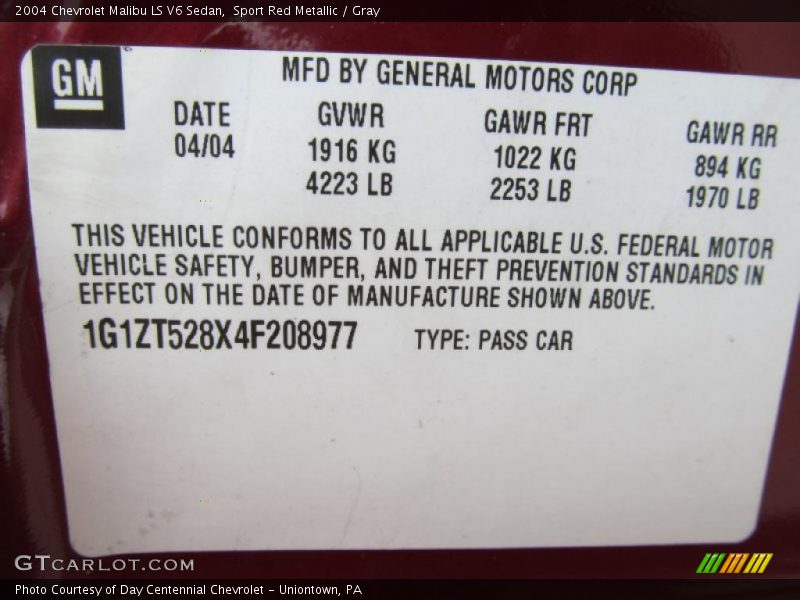 2004 Chevrolet Malibu LS V6 Sedan, Sport Red Metallic / Gray
GM
MFD BY GENERAL MOTORS CORP
DATE GVWR GAWR FRT GAWR RR
04/04 1916 KG 1022 KG 894 KG
4223 LB 2253 LB 1970 LB
THIS VEHICLE CONFORMS TO ALL APPLICABLE U.S. FEDERAL MOTOR
VEHICLE SAFETY, BUMPER, AND THEFT PREVENTION STANDARDS IN
EFFECT ON THE DATE OF MANUFACTURE SHOWN ABOVE.
1G1ZT528X4F208977 TYPE: PASS CAR
GTCARLOT.COM
Photo Courtesy of Day Centennial Chevrolet - Uniontown, PA